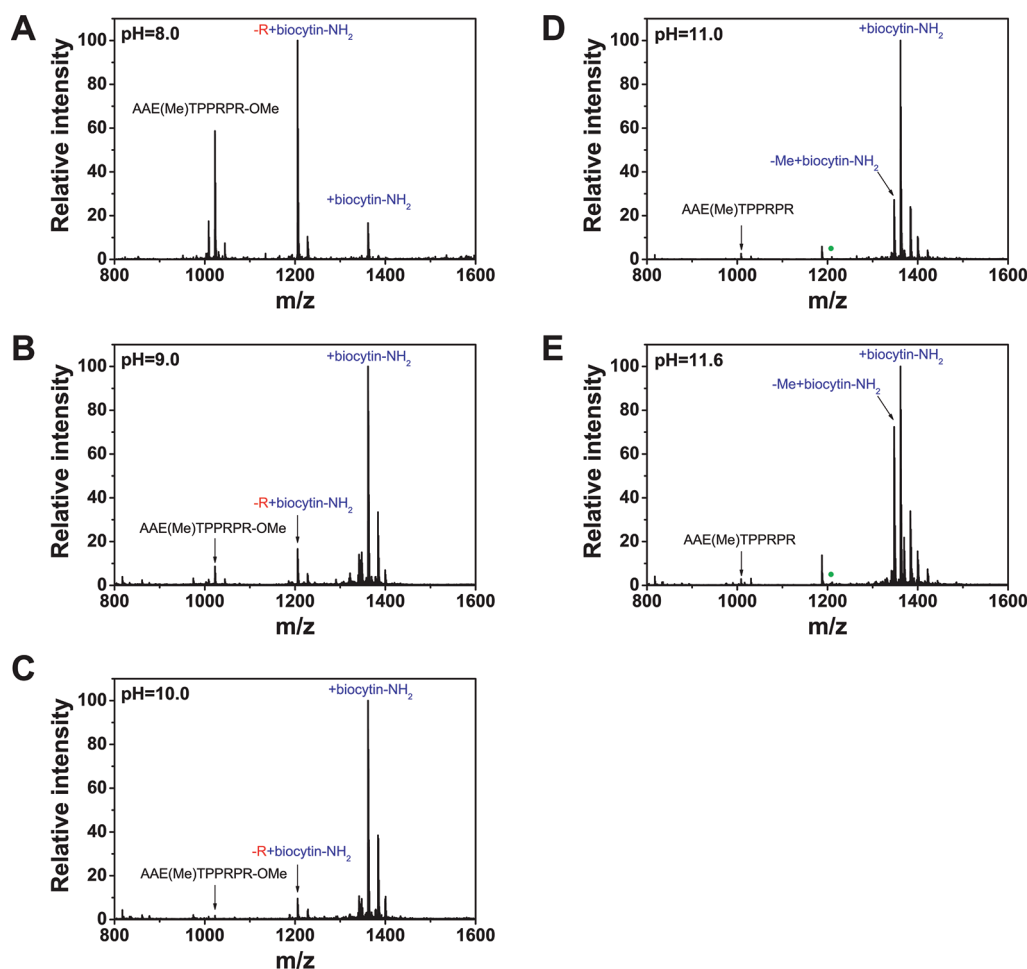 A
pH=8.0
-R+biocytin-NH2
AAE(Me)TPPRPR-OMe
+biocytin-NH2
Relative intensity
100
80
60
40
20
0
800 1000 1200 1400 1600
m/z
B
pH=9.0
+biocytin-NH2
-R+biocytin-NH2
AAE(Me)TPPRPR-OMe
Relative intensity
100
80
60
40
20
0
800 1000 1200 1400 1600
m/z
C
pH=10.0
+biocytin-NH2
-R+biocytin-NH2
AAE(Me)TPPRPR-OMe
Relative intensity
100
80
60
40
20
0
800 1000 1200 1400 1600
m/z
D
pH=11.0
+biocytin-NH2
-Me+biocytin-NH2
AAE(Me)TPPRPR
Relative intensity
100
80
60
40
20
0
800 1000 1200 1400 1600
m/z
E
pH=11.6
+biocytin-NH2
-Me+biocytin-NH2
AAE(Me)TPPRPR
Relative intensity
100
80
60
40
20
0
800 1000 1200 1400 1600
m/z